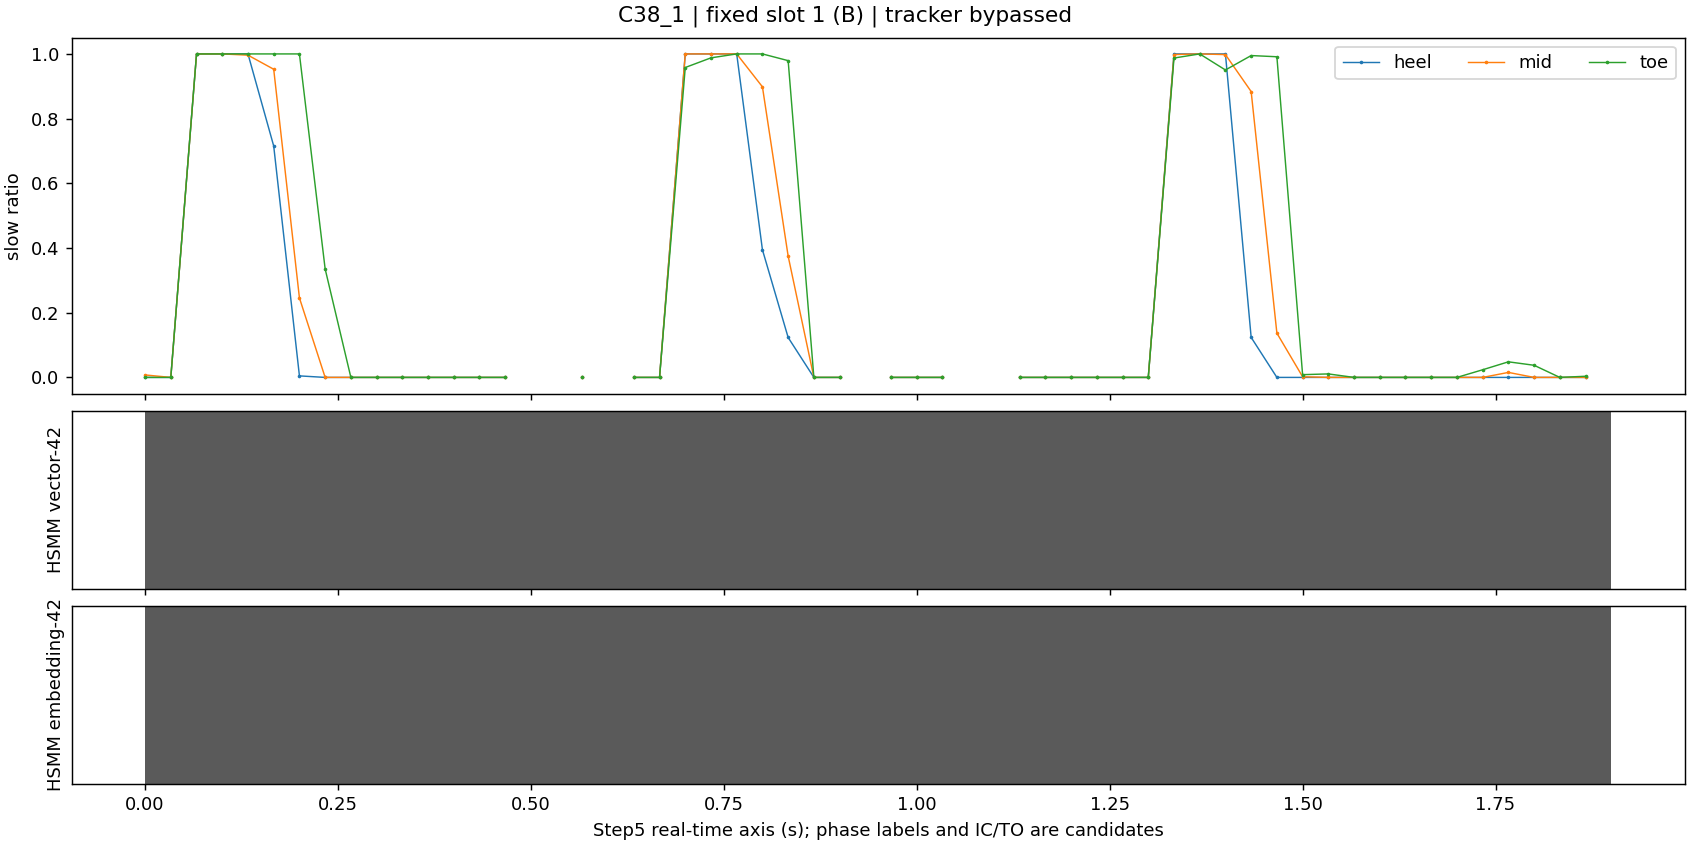 C38_1 | fixed slot 1 (B) | tracker bypassed
heel mid toe
slow ratio
1.0
0.8
0.6
0.4
0.2
0.0
HSMM vector-42
HSMM embedding-42
0.00 0.25 0.50 0.75 1.00 1.25 1.50 1.75
Step5 real-time axis (s); phase labels and IC/TO are candidates